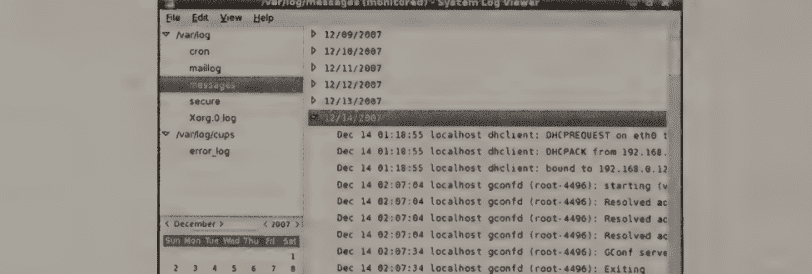 /var/log/messages (monitored) - System Log Viewer
File Edit View Help
/var/log
cron
maillog
messages
secure
Xorg.0.log
/var/log/cups
error_log
< December > < 2007 >
Sun Mon Tue Wed Thu Fri Sat
1
2 3 4 5 6 7 8
12/09/2007
12/10/2007
12/11/2007
12/12/2007
12/13/2007
12/14/2007
Dec 14 01:18:55 localhost dhclient: DHCPREQUEST on eth0 t
Dec 14 01:18:55 localhost dhclient: DHCPACK from 192.168.
Dec 14 01:18:55 localhost dhclient: bound to 192.168.0.12
Dec 14 02:07:04 localhost gconfd (root-4496): starting (v
Dec 14 02:07:04 localhost gconfd (root-4496): Resolved ad
Dec 14 02:07:04 localhost gconfd (root-4496): Resolved ad
Dec 14 02:07:04 localhost gconfd (root-4496): Resolved ad
Dec 14 02:07:34 localhost gconfd (root-4496): GConf serve
Dec 14 02:07:34 localhost gconfd (root-4496): Exiting